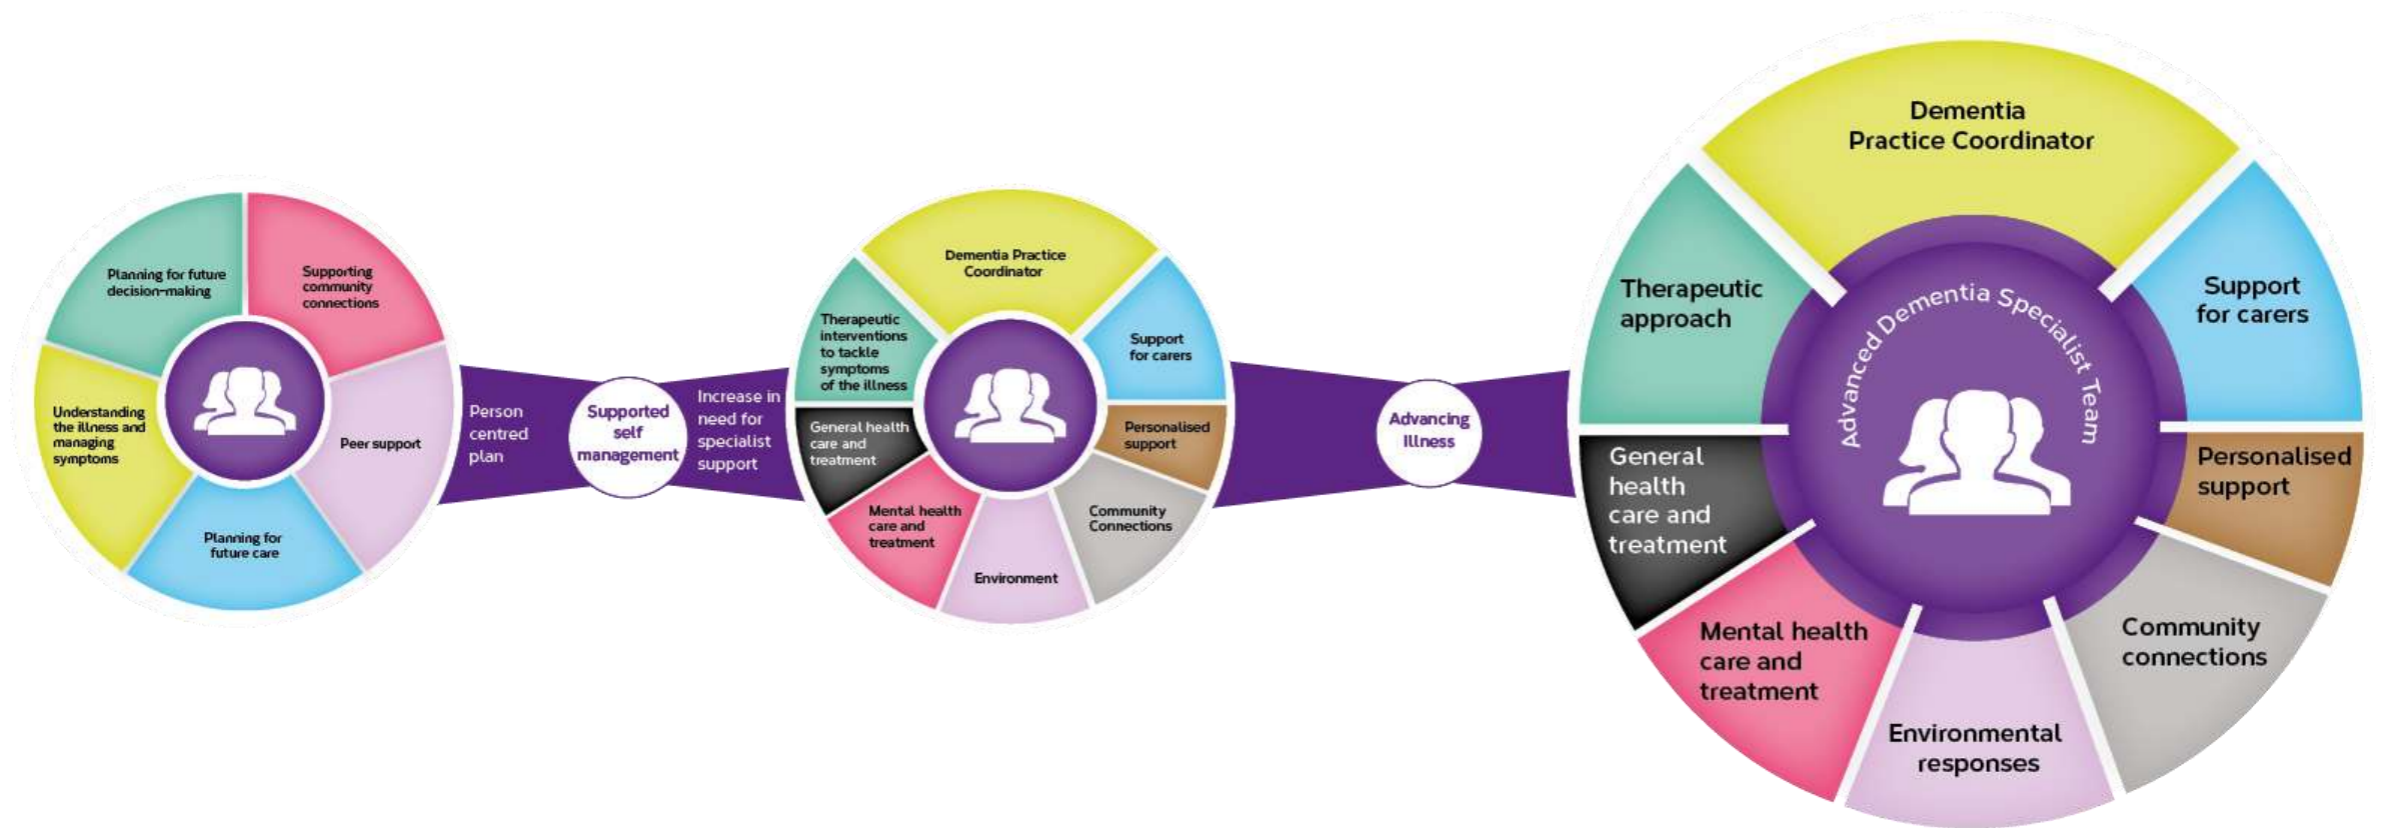 Planning for future
decision-making
Supporting
community
connections
Understanding
the illness and
managing
symptoms
Peer support
Planning for
future care
Person
centred
plan
Supported
self
management
Increase in
need for
specialist
support
Dementia Practice
Coordinator
Therapeutic
interventions
to tackle
symptoms
of the illness
Support
for carers
General health
care and
treatment
Personalised
support
Mental health
care and
treatment
Community
Connections
Environment
Advancing
Illness
Dementia
Practice Coordinator
Therapeutic
approach
Support
for carers
Advanced Dementia Specialist Team
General
health
care and
treatment
Personalised
support
Mental health
care and
treatment
Community
connections
Environmental
responses